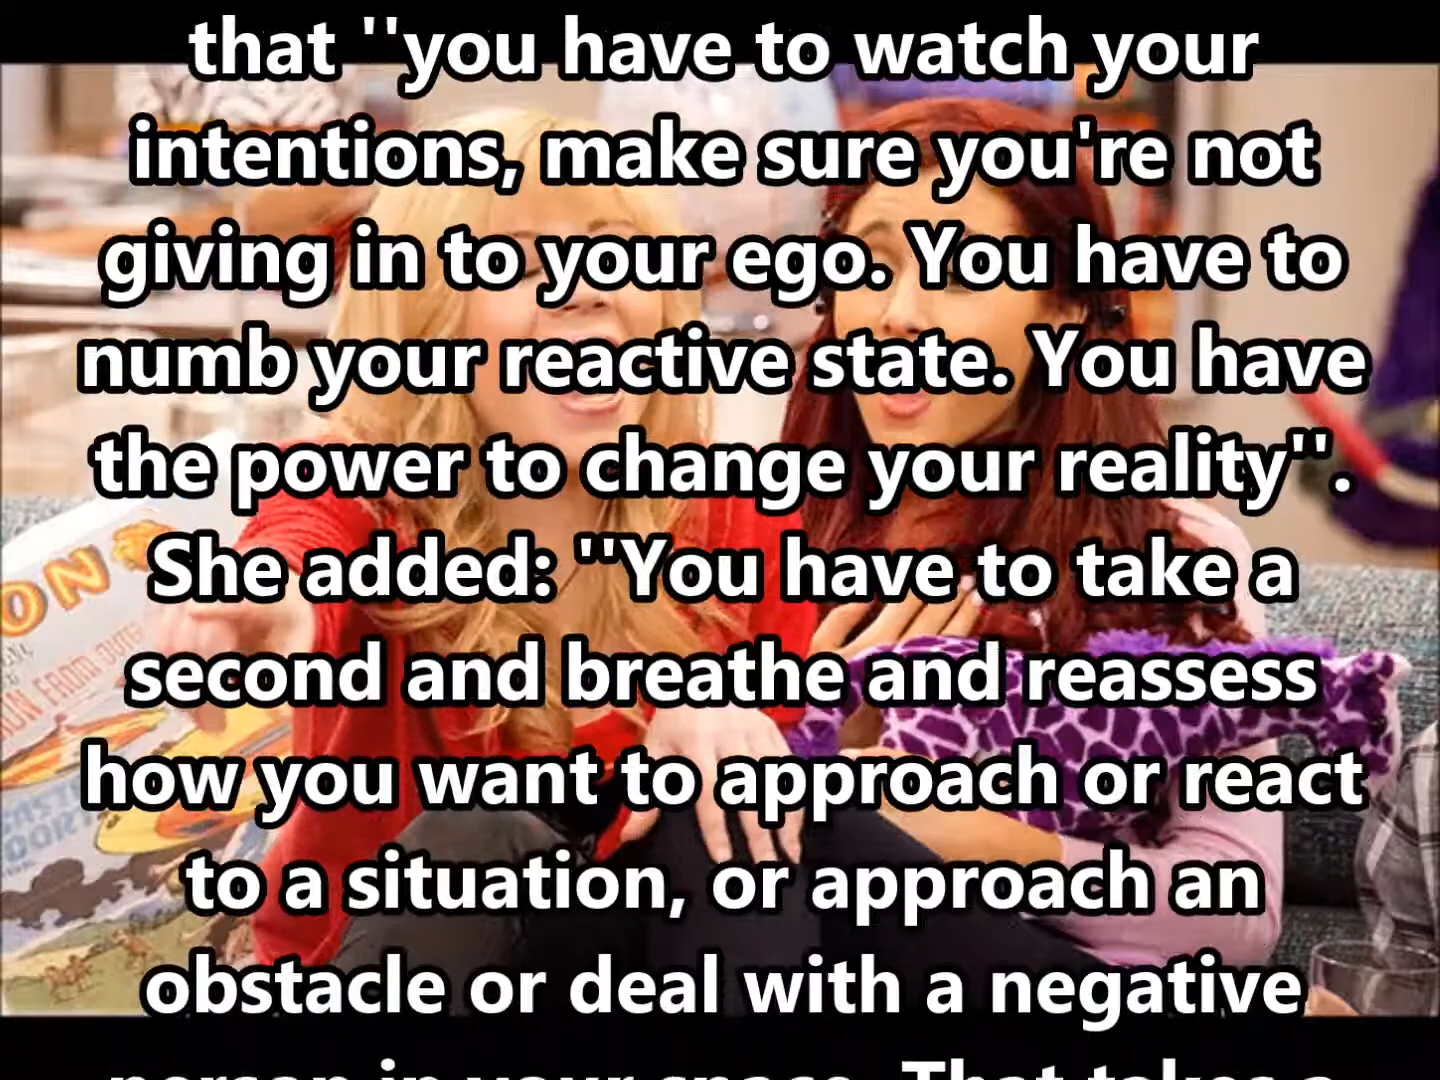 that ''you have to watch your
intentions, make sure you're not
giving in to your ego. You have to
numb your reactive state. You have
the power to change your reality''.
She added: ''You have to take a
second and breathe and reassess
how you want to approach or react
to a situation, or approach an
obstacle or deal with a negative
person in your space. That takes a
ON
FROM